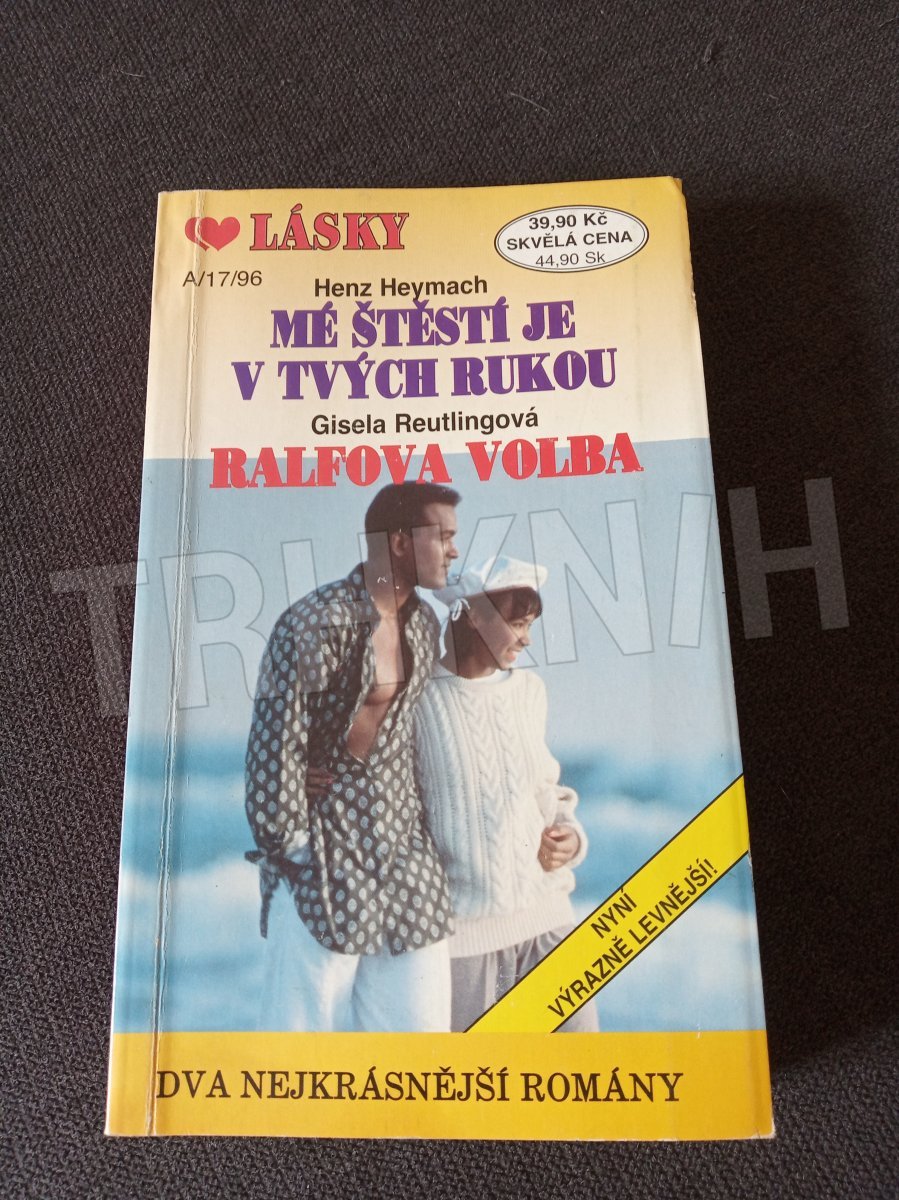 LÁSKY
39,90 Kč
SKVĚLÁ CENA
44,90 Sk
A/17/96
Henz Heymach
MÉ ŠTĚSTÍ JE
V TVÝCH RUKOU
Gisela Reutlingová
RALFOVA VOLBA
TRHKNIH
NYNÍ
VÝRAZNĚ LEVNĚJŠÍ!
DVA NEJKRÁSNĚJŠÍ ROMÁNY